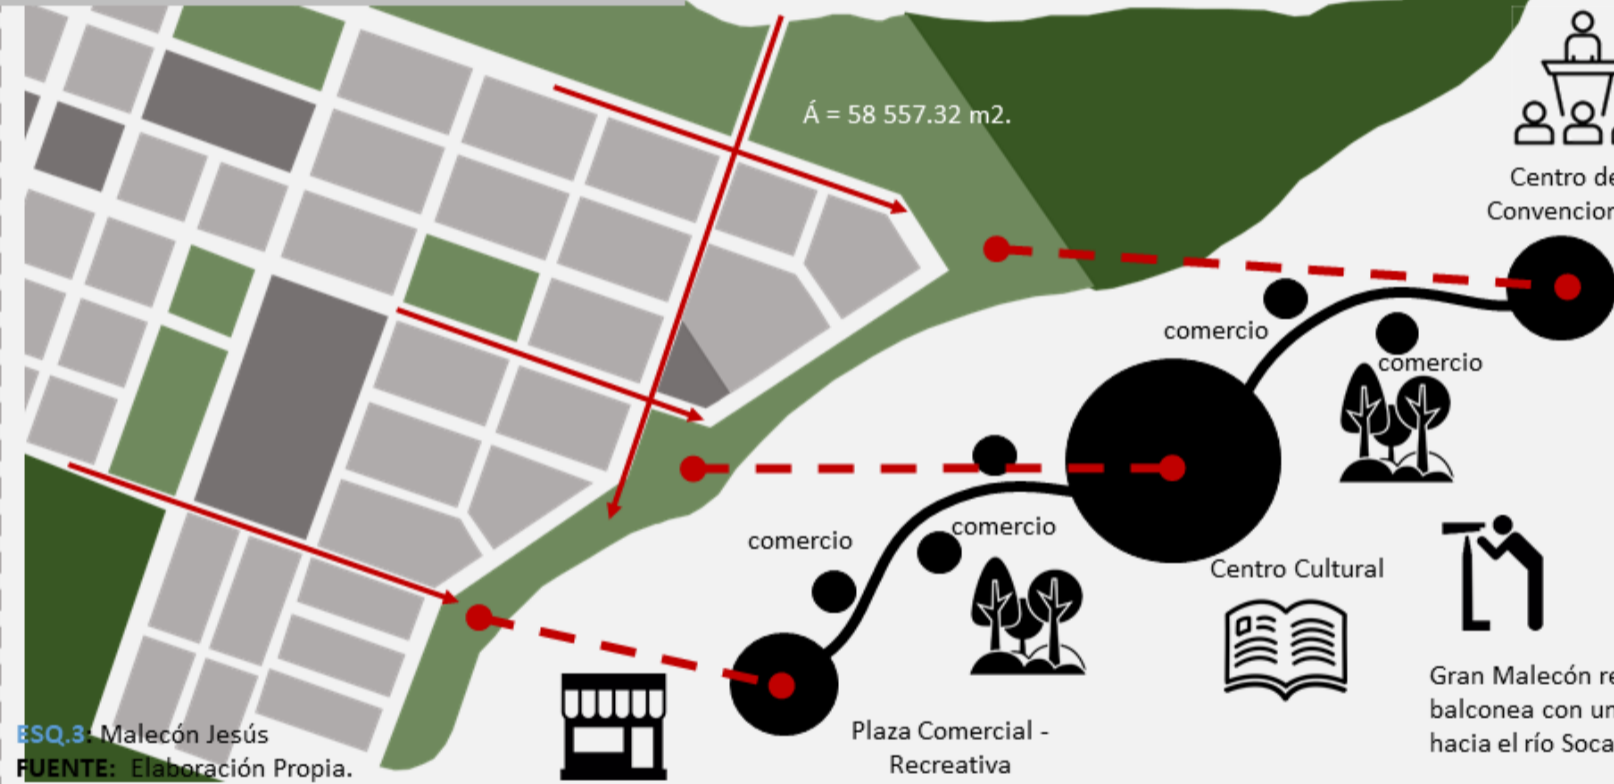 Á = 58 557.32 m2.
Centro de
Convencion
comercio
comercio
comercio
comercio
Centro Cultural
Plaza Comercial -
Recreativa
Gran Malecón re
balconea con un
hacia el río Soca
ESQ.3: Malecón Jesús
FUENTE: Elaboración Propia.